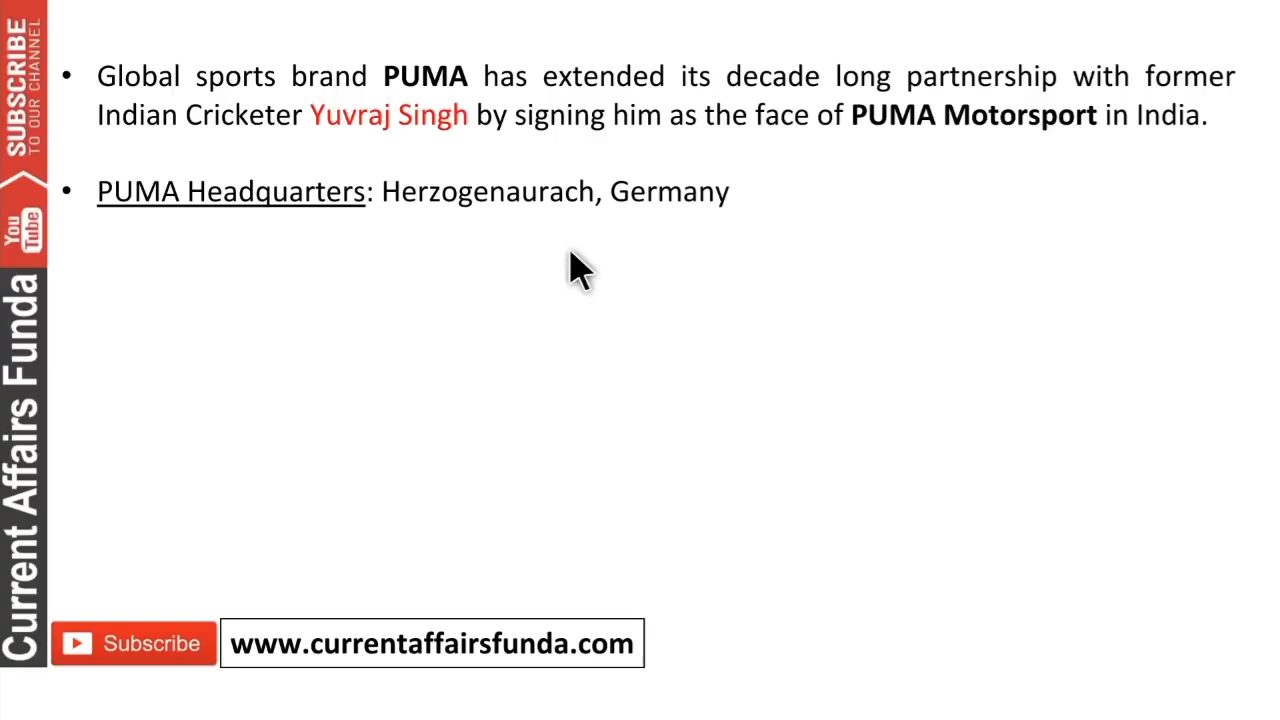 SUBSCRIBE
TO OUR CHANNEL
You
Tube
Current Affairs Funda
• Global sports brand PUMA has extended its decade long partnership with former
Indian Cricketer Yuvraj Singh by signing him as the face of PUMA Motorsport in India.
• PUMA Headquarters: Herzogenaurach, Germany
Subscribe
www.currentaffairsfunda.com